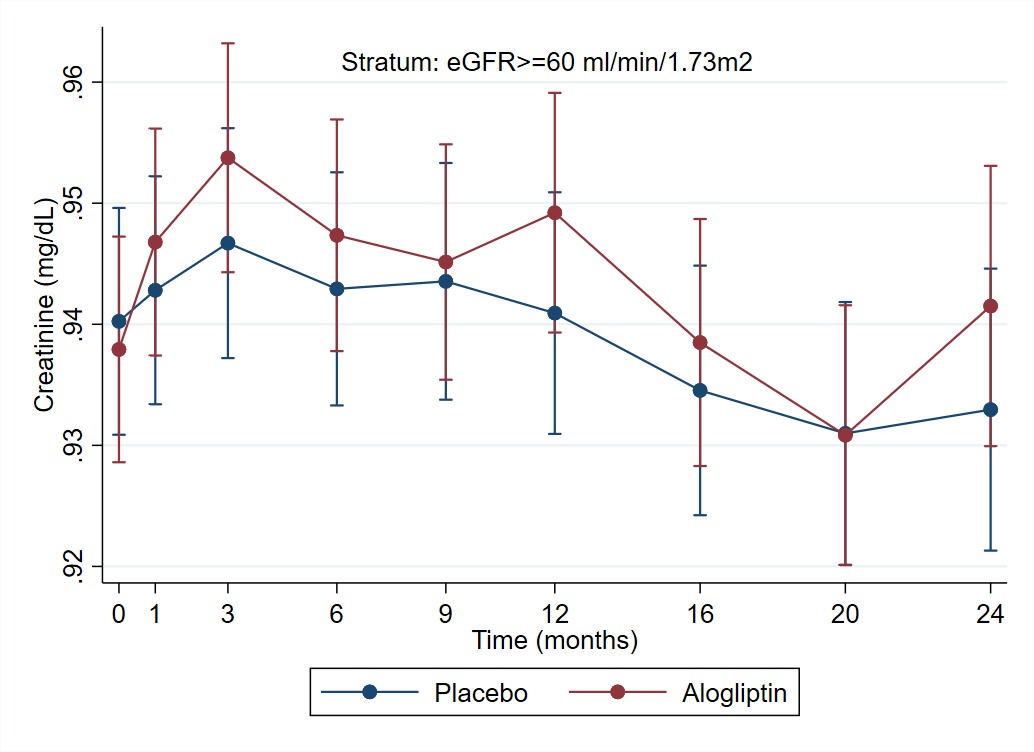 Stratum: eGFR>=60 ml/min/1.73m2
Creatinine (mg/dL)
.96
.95
.94
.93
.92
0 1 3 6 9 12 16 20 24
Time (months)
Placebo Alogliptin